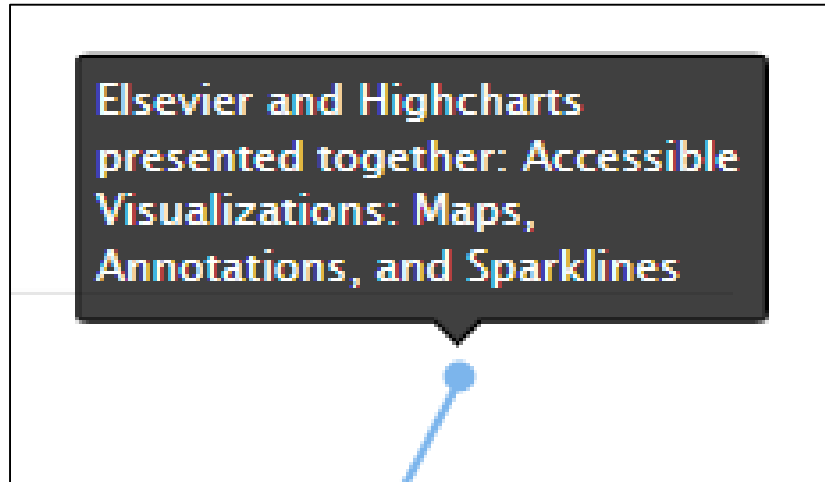 Elsevier and Highcharts
presented together: Accessible
Visualizations: Maps,
Annotations, and Sparklines